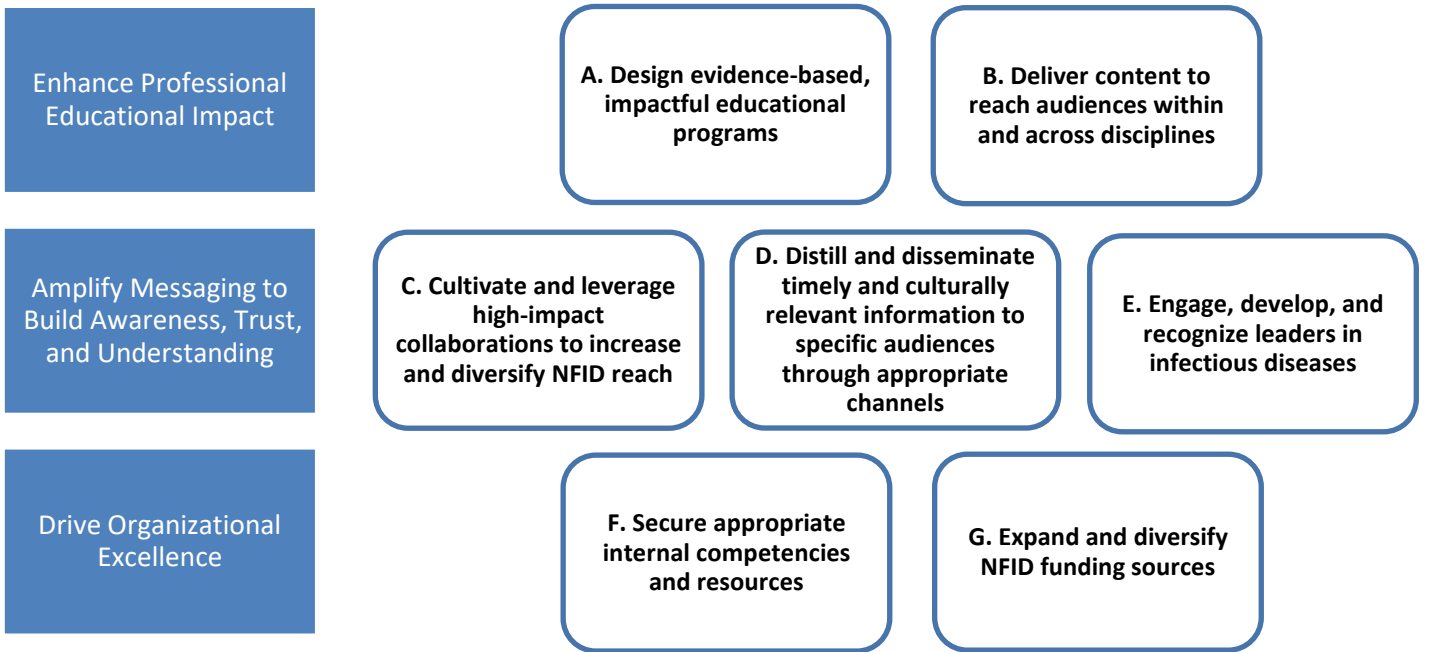 Enhance Professional
Educational Impact
A. Design evidence-based,
impactful educational
programs
B. Deliver content to
reach audiences within
and across disciplines
Amplify Messaging to
Build Awareness, Trust,
and Understanding
C. Cultivate and leverage
high-impact
collaborations to increase
and diversify NFID reach
D. Distill and disseminate
timely and culturally
relevant information to
specific audiences
through appropriate
channels
E. Engage, develop, and
recognize leaders in
infectious diseases
Drive Organizational
Excellence
F. Secure appropriate
internal competencies
and resources
G. Expand and diversify
NFID funding sources